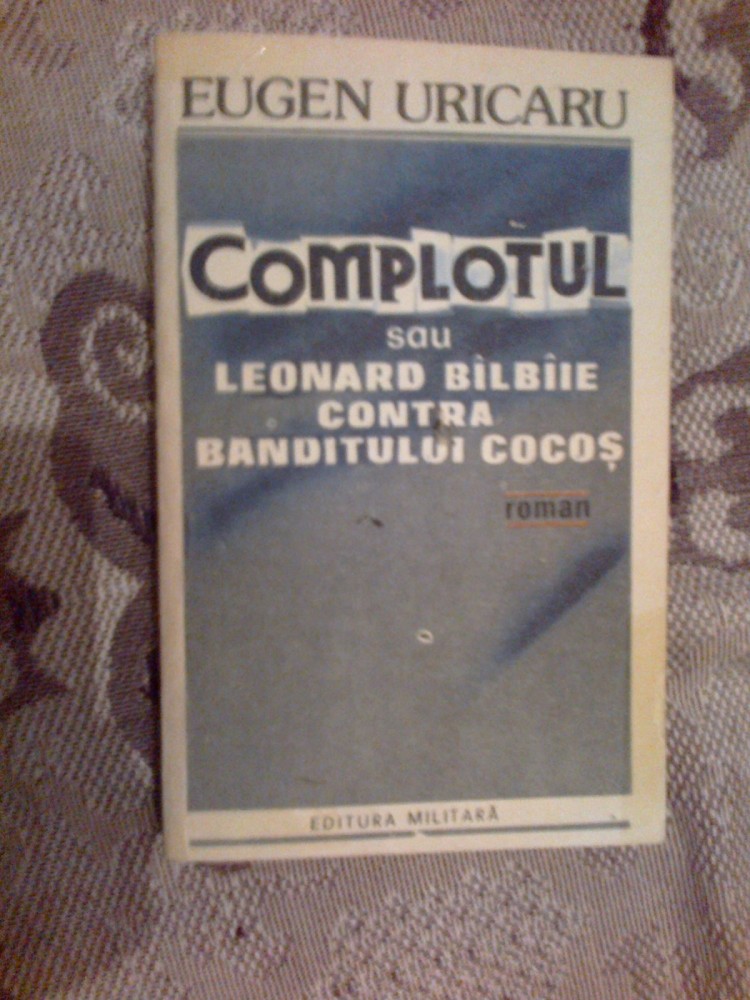 EUGEN URICARU
COMPLOTUL
sau
LEONARD BÎLBÎIE
CONTRA
BANDITULUI COCOȘ
roman
EDITURA MILITARĂ